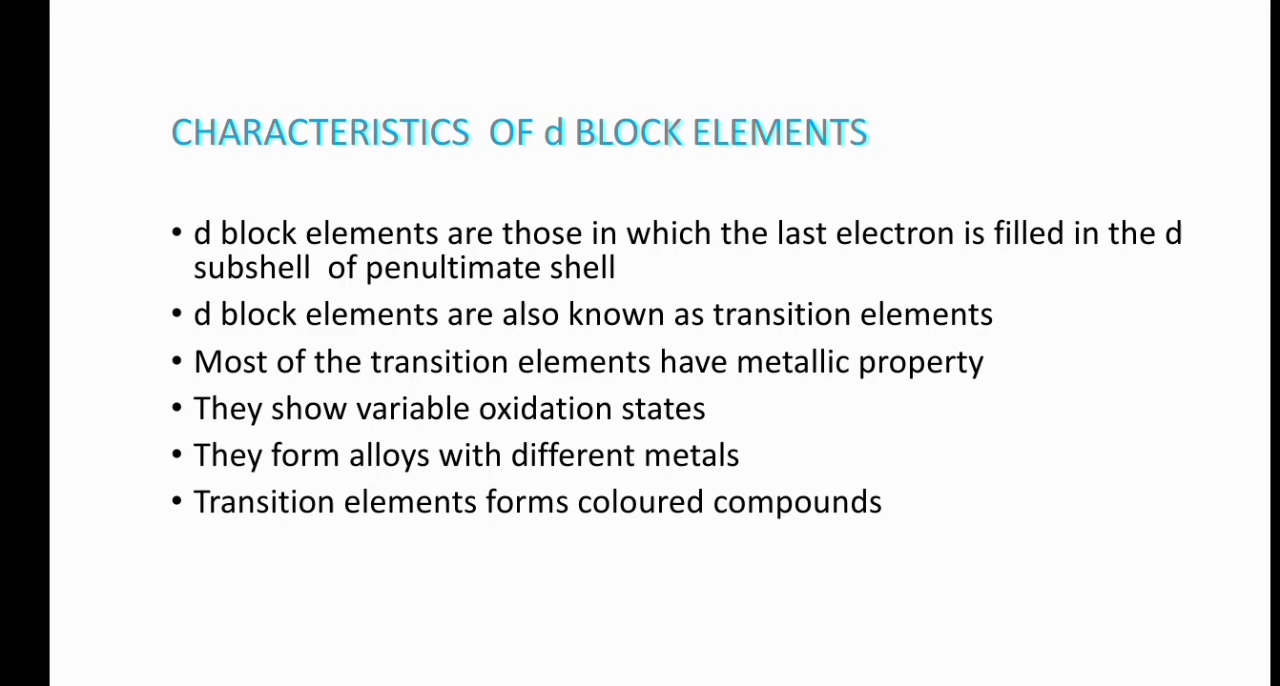 CHARACTERISTICS OF d BLOCK ELEMENTS
• d block elements are those in which the last electron is filled in the d
subshell of penultimate shell
• d block elements are also known as transition elements
• Most of the transition elements have metallic property
• They show variable oxidation states
• They form alloys with different metals
• Transition elements forms coloured compounds